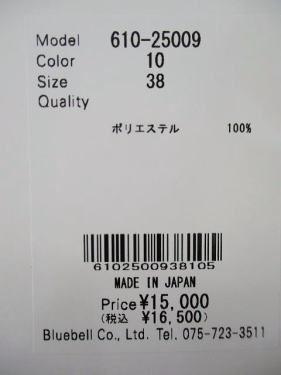 Model 610-25009
Color 10
Size 38
Quality
ポリエステル 100%
6102500938105
MADE IN JAPAN
Price ¥15,000
(税込 ¥16,500)
Bluebell Co., Ltd. Tel. 075-723-3511